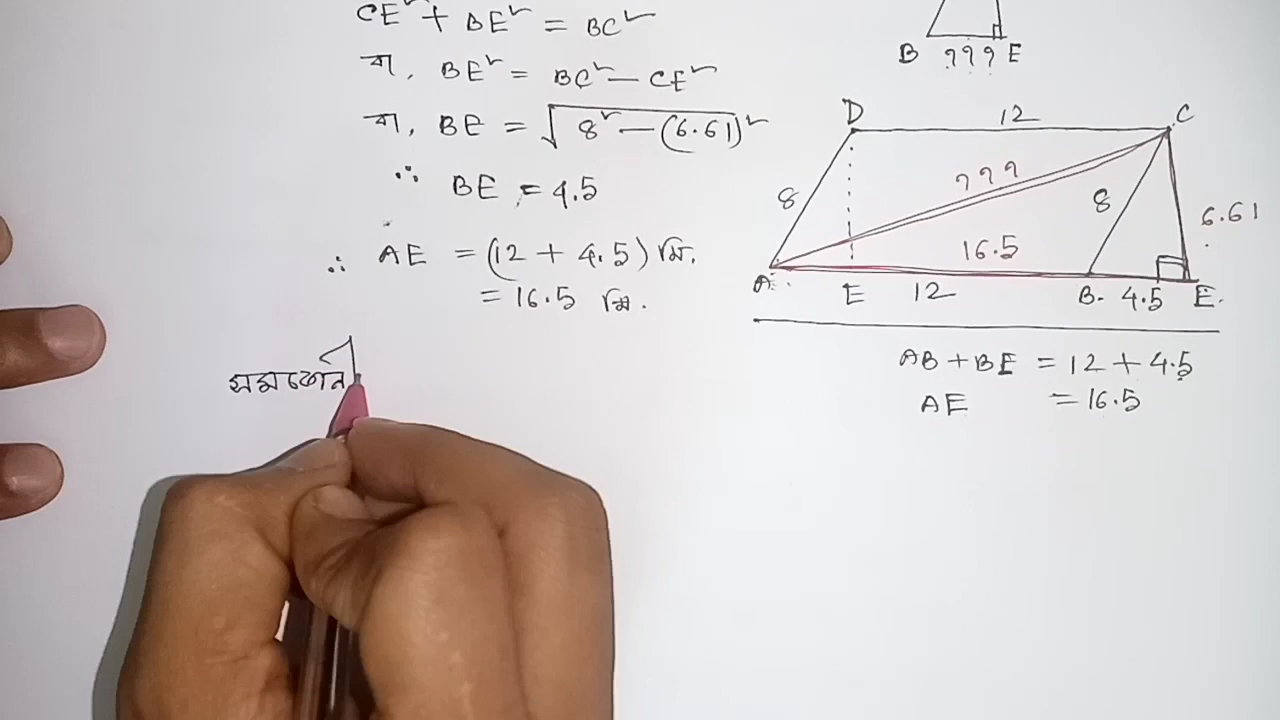 CE² + BE² = BC²
বা, BE² = BC² — CE²
বা, BE = √8² — (6.61)²
∴ BE = 4.5
∴ AE = (12 + 4.5) মি.
= 16.5 মি.
সমকোণী
B ??? E
D 12 C
8 ??? 8 6.61
16.5
A E 12 B. 4.5 E.
AB + BE = 12 + 4.5
AE = 16.5